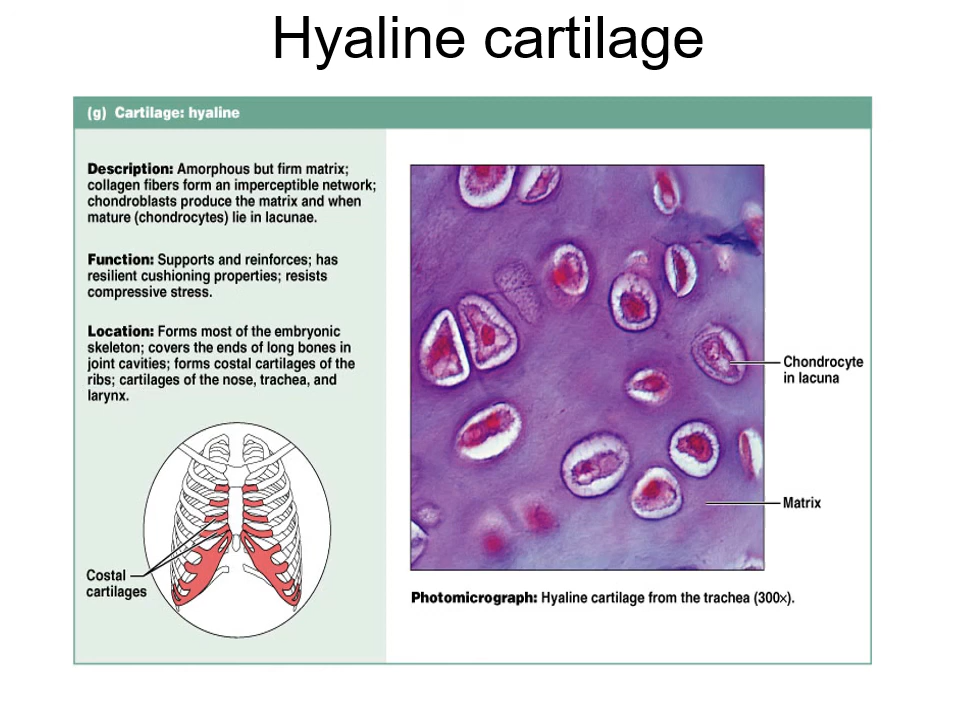 Hyaline cartilage
(g) Cartilage: hyaline
Description: Amorphous but firm matrix;
collagen fibers form an imperceptible network;
chondroblasts produce the matrix and when
mature (chondrocytes) lie in lacunae.
Function: Supports and reinforces; has
resilient cushioning properties; resists
compressive stress.
Location: Forms most of the embryonic
skeleton; covers the ends of long bones in
joint cavities; forms costal cartilages of the
ribs; cartilages of the nose, trachea, and
larynx.
Costal
cartilages
Chondrocyte
in lacuna
Matrix
Photomicrograph: Hyaline cartilage from the trachea (300×).